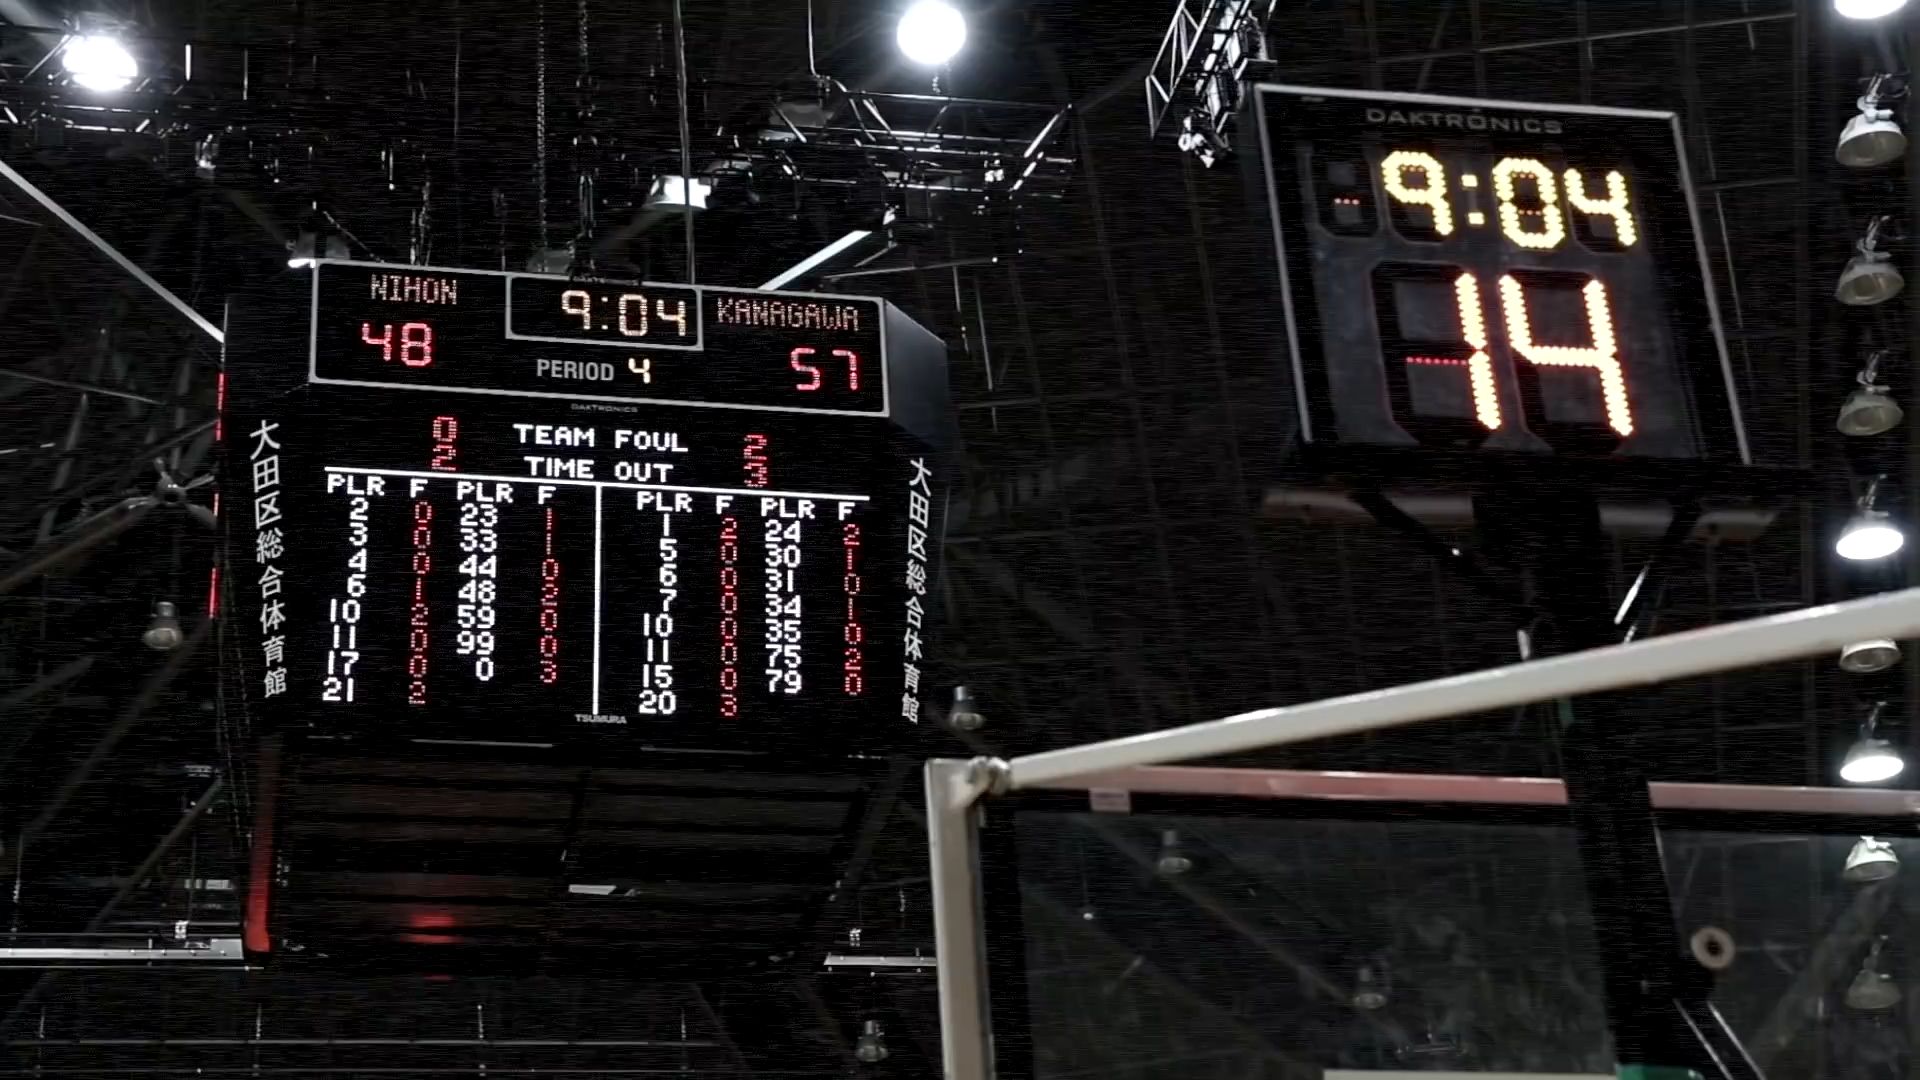 NIHON 9:04 KANAGAWA
48 PERIOD 4 57
DAKTRONICS
0 TEAM FOUL 2
2 TIME OUT 3
PLR F PLR F PLR F PLR F
2 0 23 1 1 2 24 2
3 0 33 1 5 0 30 1
4 0 44 0 6 0 31 0
6 1 48 2 7 0 34 1
10 2 59 0 10 0 35 0
11 0 99 0 11 0 75 2
17 0 0 3 15 0 79 0
21 2 20 3
TSUMURA
大田区総合体育館
大田区総合体育館
DAKTRONICS
9:04
14